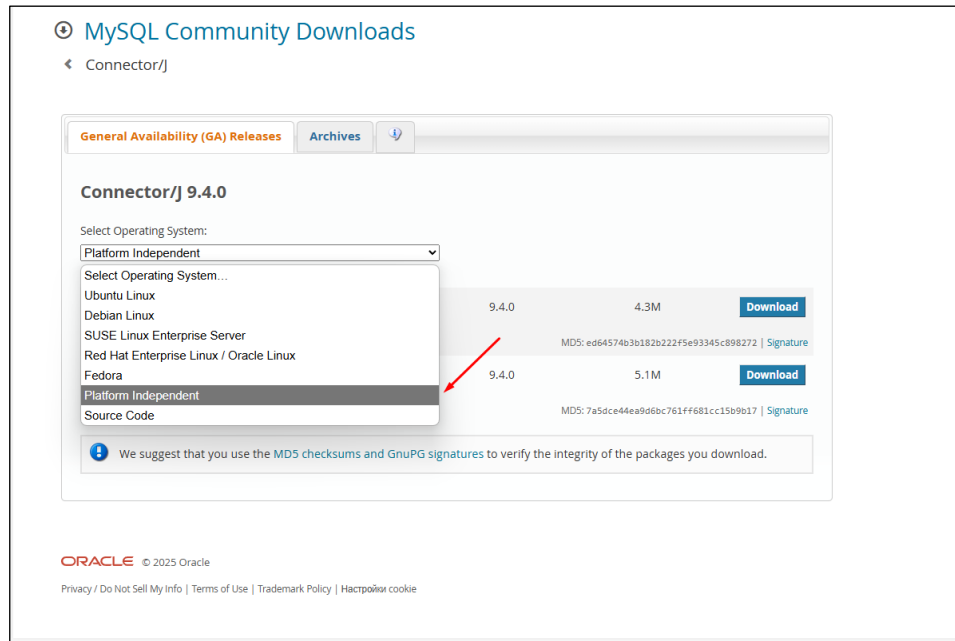 MySQL Community Downloads
Connector/J
General Availability (GA) Releases
Archives
Connector/J 9.4.0
Select Operating System:
Platform Independent
Select Operating System...
Ubuntu Linux
Debian Linux
SUSE Linux Enterprise Server
Red Hat Enterprise Linux / Oracle Linux
Fedora
Platform Independent
Source Code
9.4.0 4.3M Download
MD5: ed64574b3b182b222f5e93345c898272 | Signature
9.4.0 5.1M Download
MD5: 7a5dce44ea9d6bc761ff681cc15b9b17 | Signature
We suggest that you use the MD5 checksums and GnuPG signatures to verify the integrity of the packages you download.
ORACLE © 2025 Oracle
Privacy / Do Not Sell My Info | Terms of Use | Trademark Policy | Настройки cookie